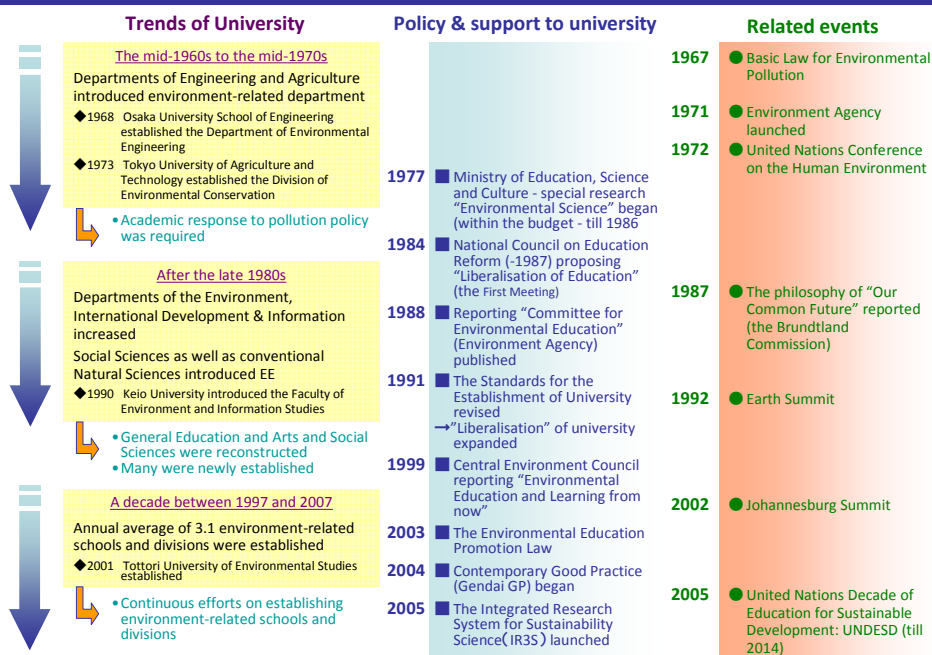 Trends of University
The mid-1960s to the mid-1970s
Departments of Engineering and Agriculture
introduced environment-related department
◆1968 Osaka University School of Engineering
established the Department of Environmental
Engineering
◆1973 Tokyo University of Agriculture and
Technology established the Division of
Environmental Conservation
• Academic response to pollution policy
was required
After the late 1980s
Departments of the Environment,
International Development & Information
increased
Social Sciences as well as conventional
Natural Sciences introduced EE
◆1990 Keio University introduced the Faculty of
Environment and Information Studies
• General Education and Arts and Social
Sciences were reconstructed
• Many were newly established
A decade between 1997 and 2007
Annual average of 3.1 environment-related
schools and divisions were established
◆2001 Tottori University of Environmental Studies
established
• Continuous efforts on establishing
environment-related schools and
divisions
Policy & support to university
1977 ■ Ministry of Education, Science
and Culture - special research
“Environmental Science” began
(within the budget - till 1986
1984 ■ National Council on Education
Reform (-1987) proposing
“Liberalisation of Education”
(the First Meeting)
1988 ■ Reporting “Committee for
Environmental Education”
(Environment Agency)
published
1991 ■ The Standards for the
Establishment of University
revised
→”Liberalisation” of university
expanded
1999 ■ Central Environment Council
reporting “Environmental
Education and Learning from
now”
2003 ■ The Environmental Education
Promotion Law
2004 ■ Contemporary Good Practice
(Gendai GP) began
2005 ■ The Integrated Research
System for Sustainability
Science(IR3S) launched
Related events
1967 ● Basic Law for Environmental
Pollution
1971 ● Environment Agency
launched
1972 ● United Nations Conference
on the Human Environment
1987 ● The philosophy of “Our
Common Future” reported
(the Brundtland
Commission)
1992 ● Earth Summit
2002 ● Johannesburg Summit
2005 ● United Nations Decade of
Education for Sustainable
Development: UNDESD (till
2014)